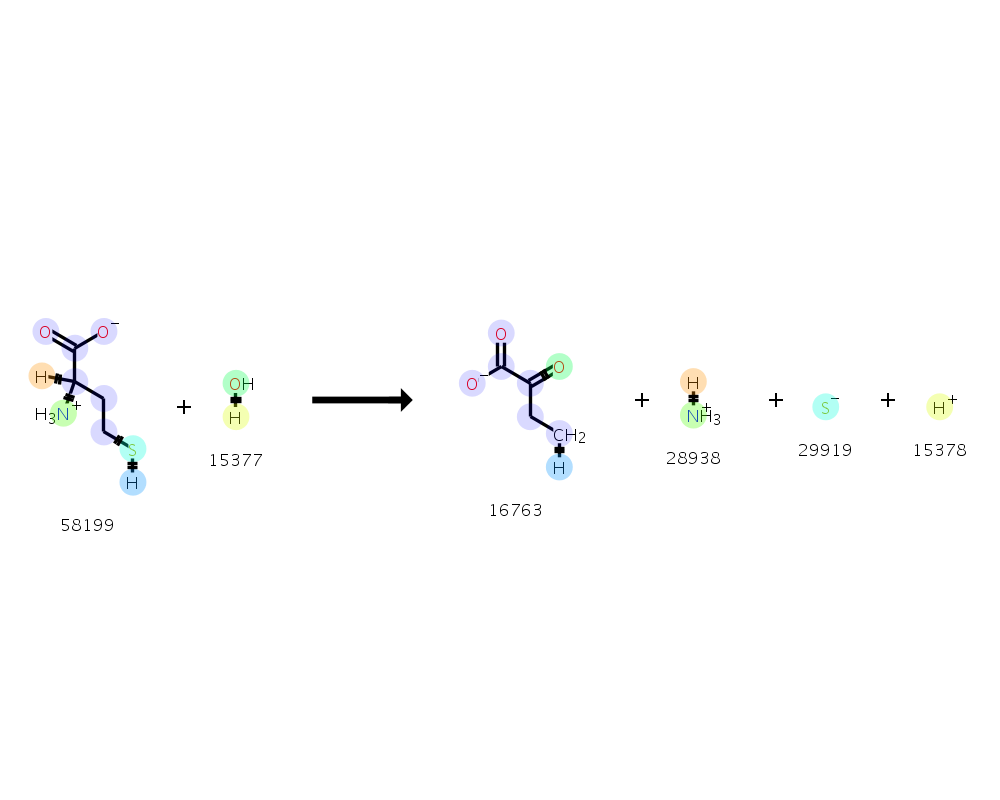 O O−
H
H3N+
S
H
58199
+
OH
H
15377
O
O− O
CH2
H
16763
+
H
NH3+
28938
+
S−
29919
+
H+
15378